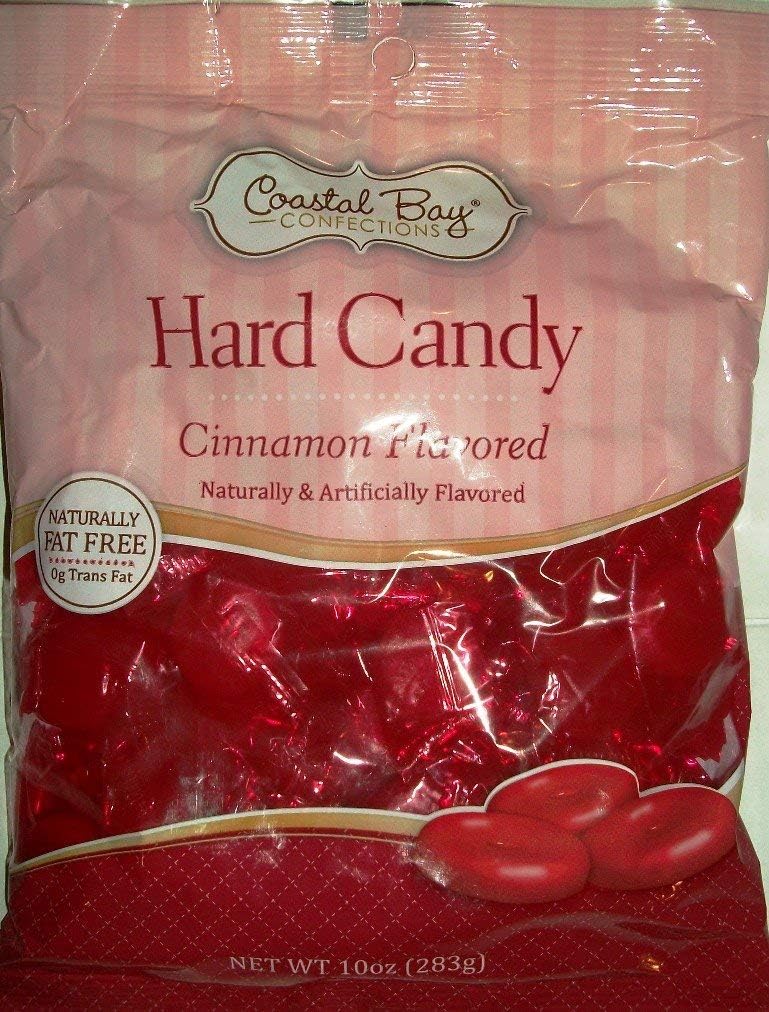 Coastal Bay®
CONFECTIONS
Hard Candy
Cinnamon Flavored
Naturally & Artificially Flavored
NATURALLY
FAT FREE
0g Trans Fat
NET WT 10oz (283g)